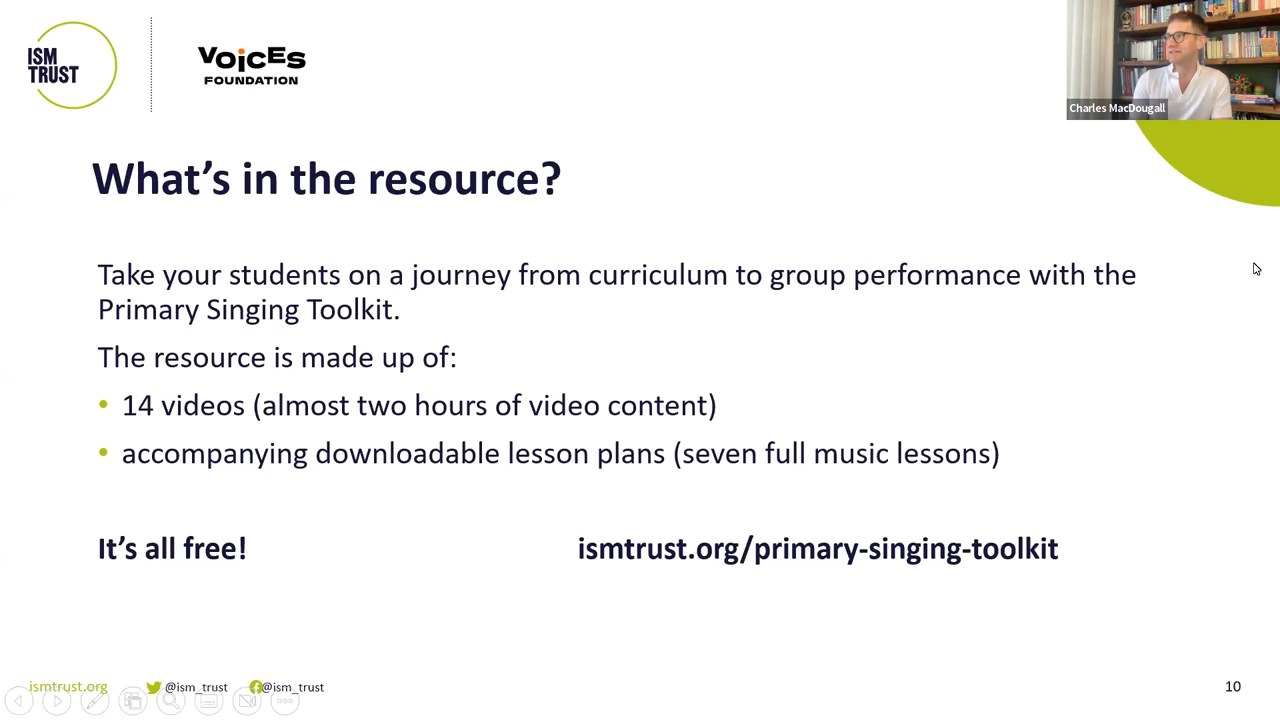 ISM
TRUST
VoicEs
FOUNDATION
Charles MacDougall
What's in the resource?
Take your students on a journey from curriculum to group performance with the
Primary Singing Toolkit.
The resource is made up of:
• 14 videos (almost two hours of video content)
• accompanying downloadable lesson plans (seven full music lessons)
It's all free!
ismtrust.org/primary-singing-toolkit
ismtrust.org @ism_trust @ism_trust
10